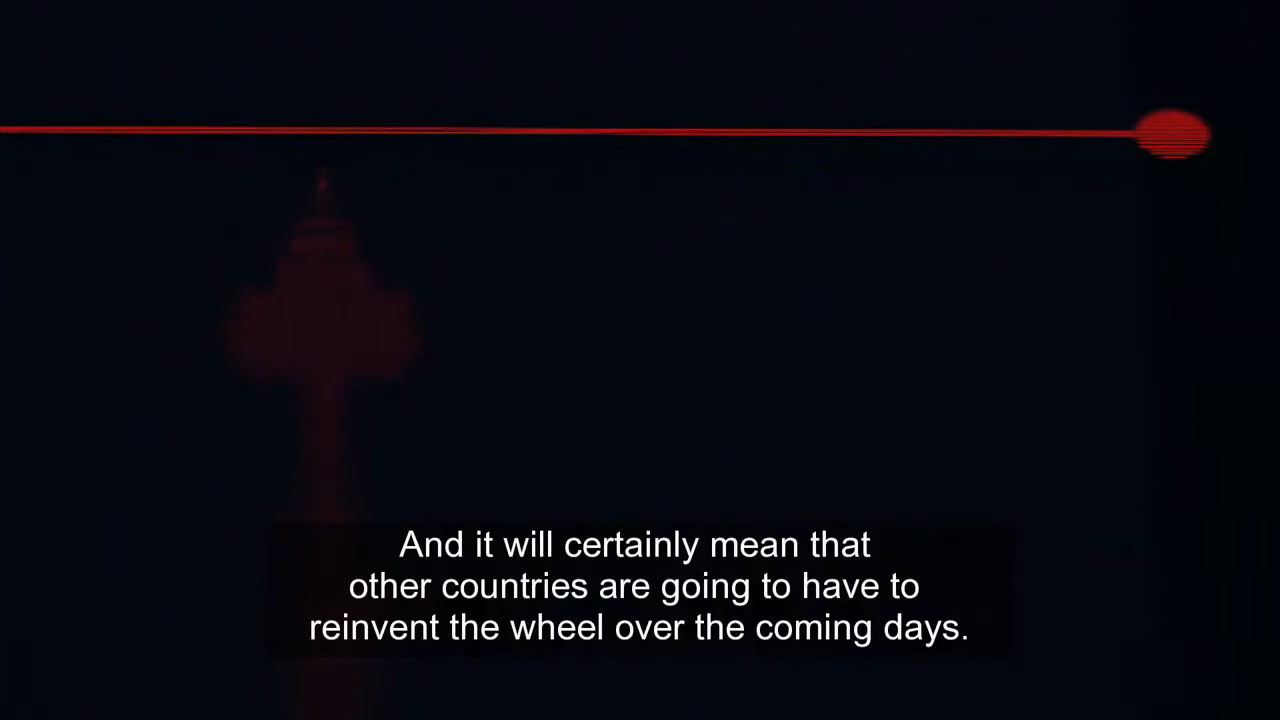 And it will certainly mean that
other countries are going to have to
reinvent the wheel over the coming days.